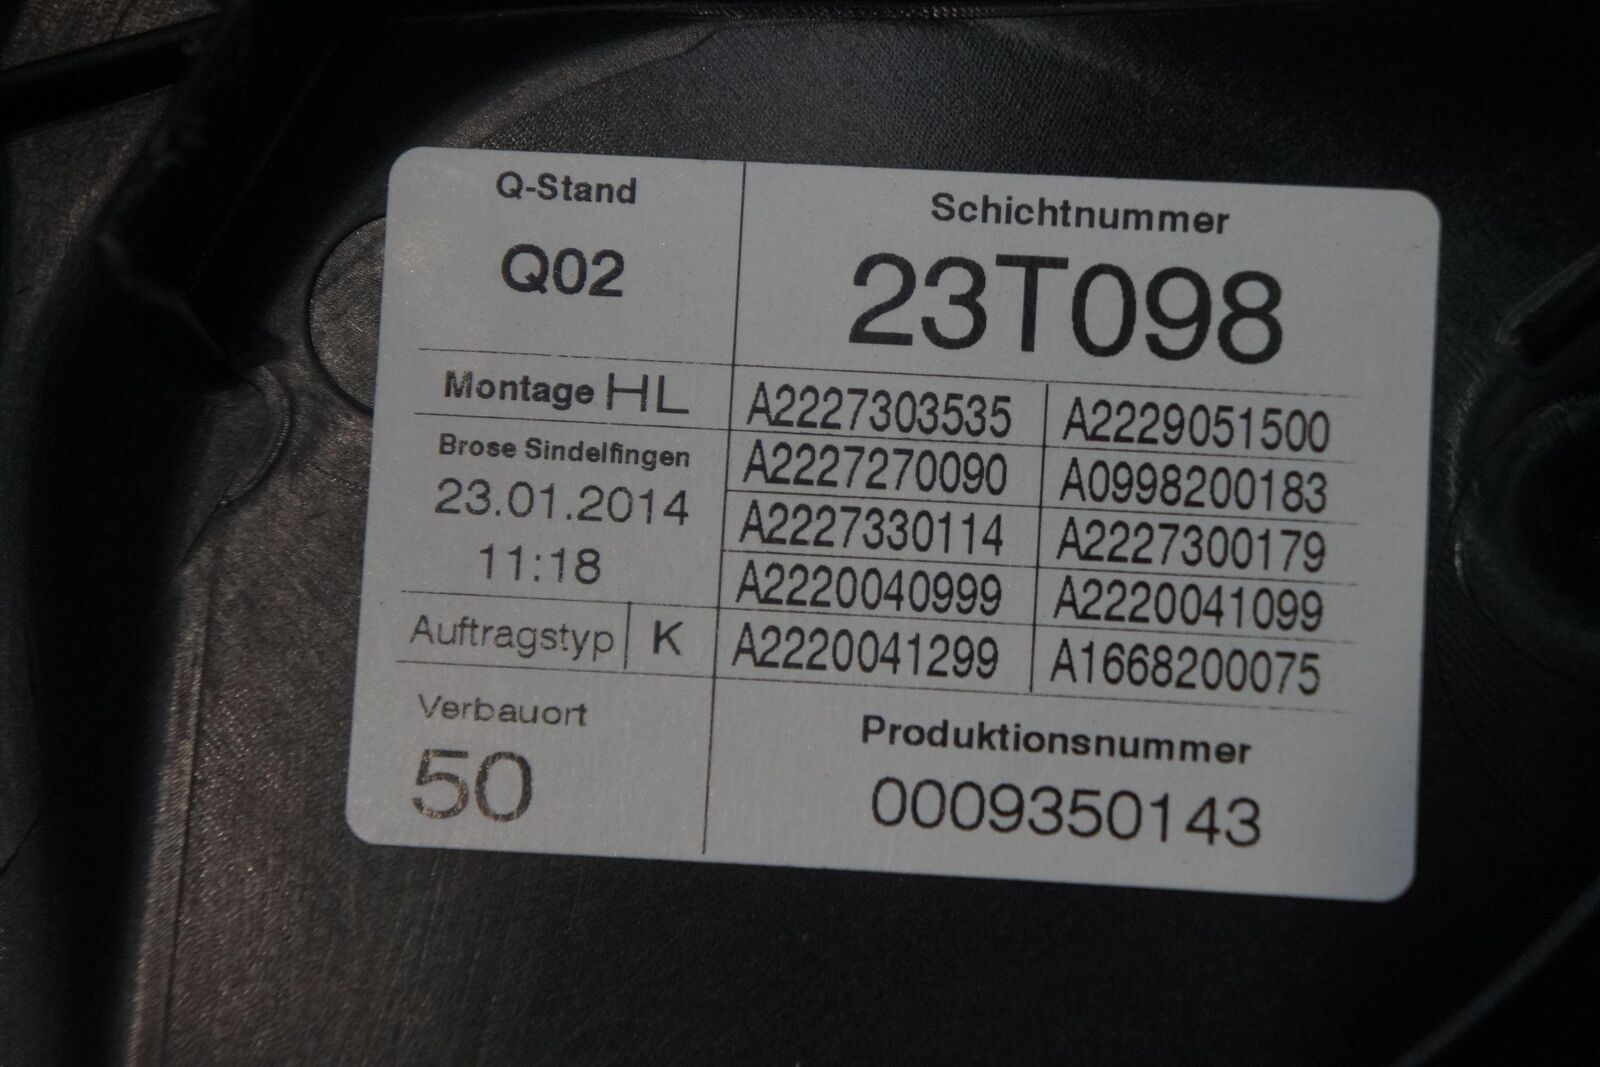 Q-Stand
Q02
Schichtnummer
23T098
Montage HL
Brose Sindelfingen
23.01.2014
11:18
Auftragstyp K
Verbauort
50
A2227303535 A2229051500
A2227270090 A0998200183
A2227330114 A2227300179
A2220040999 A2220041099
A2220041299 A1668200075
Produktionsnummer
0009350143